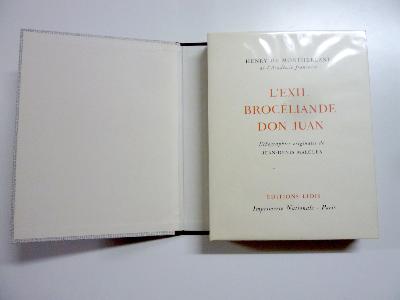 HENRY DE MONTHERLANT
de l'Académie française
L'EXIL
BROCÉLIANDE
DON JUAN
Lithographies originales de
JEAN-DENIS MALCLÈS
EDITIONS LIDIS
Imprimerie Nationale - Paris